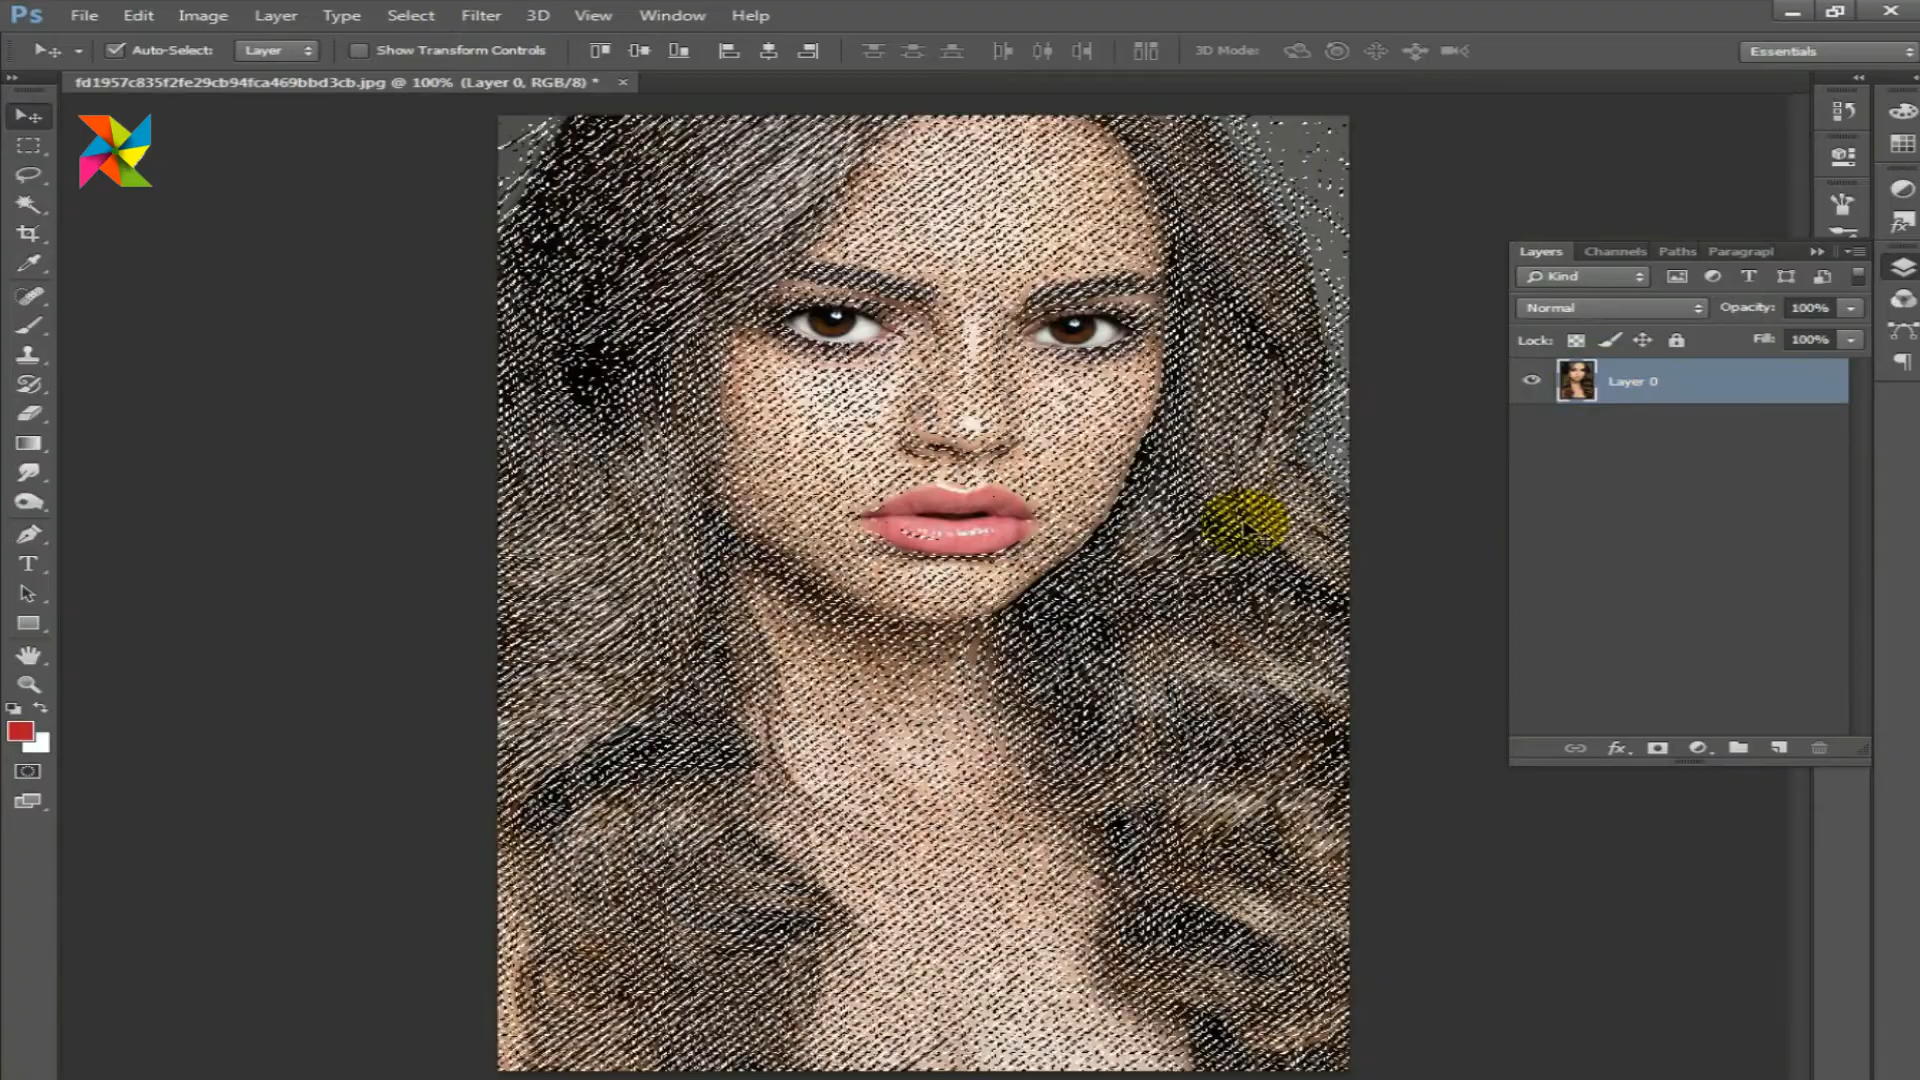 Ps File Edit Image Layer Type Select Filter 3D View Window Help
Auto-Select: Layer Show Transform Controls 3D Mode: Essentials
fd1957c835f2fe29cb94fca469bbd3cb.jpg @ 100% (Layer 0, RGB/8) *
Layers Channels Paths Paragrapl
Kind
Normal Opacity: 100%
Lock: Fill: 100%
Layer 0